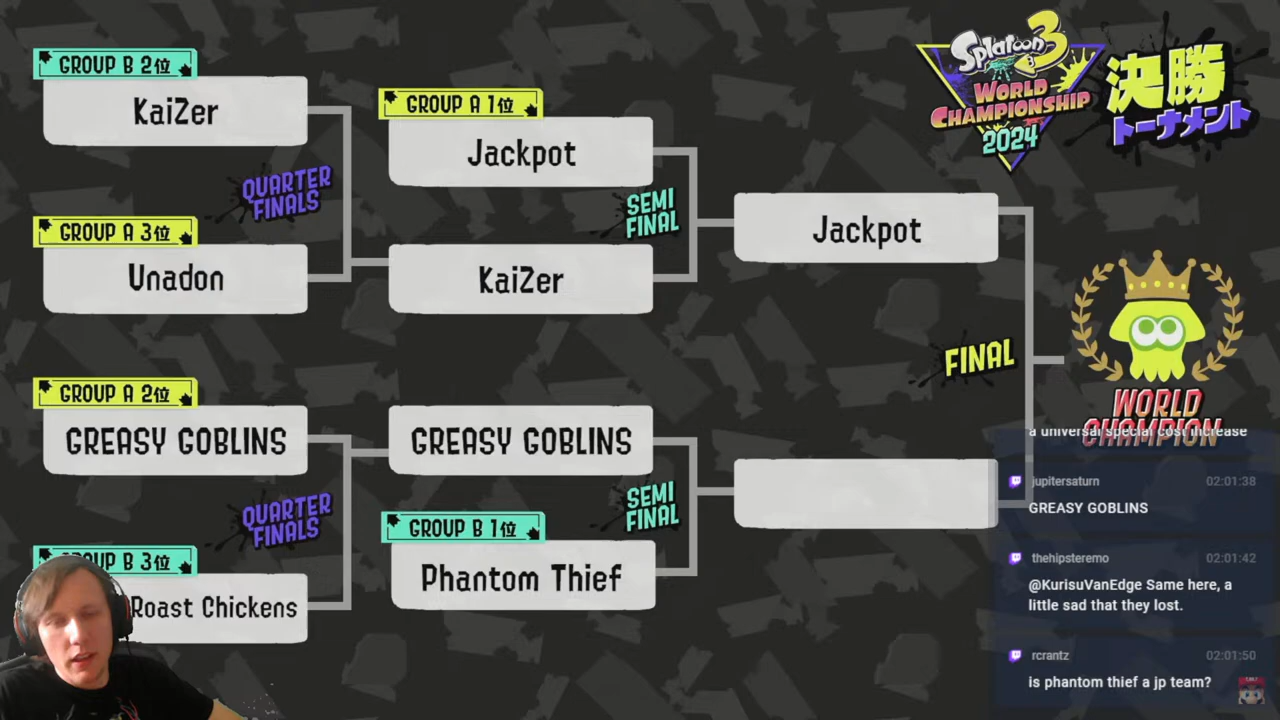 GROUP B 2位
KaiZer
QUARTER
FINALS
GROUP A 3位
Unadon
GROUP A 2位
GREASY GOBLINS
QUARTER
FINALS
B 3位
Roast Chickens
GROUP A 1位
Jackpot
SEMI
FINAL
KaiZer
GREASY GOBLINS
SEMI
FINAL
GROUP B 1位
Phantom Thief
Jackpot
FINAL
Splatoon 3
WORLD
CHAMPIONSHIP
2024
決勝
トーナメント
WORLD
CHAMPION
a universal special cost increase
jupitersaturn 02:01:38
GREASY GOBLINS
thehipsteremo 02:01:42
@KurisuVanEdge Same here, a
little sad that they lost.
rcrantz 02:01:50
is phantom thief a jp team?